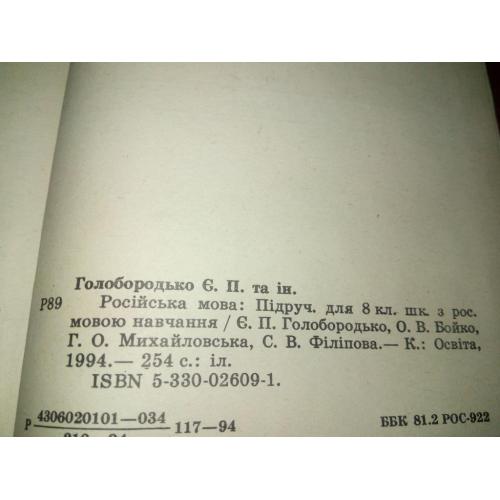 Голобородько Є. П. та ін.
Р89 Російська мова: Підруч. для 8 кл. шк. з рос.
мовою навчання / Є. П. Голобородько, О. В. Бойко,
Г. О. Михайловська, С. В. Філіпова.— К.: Освіта,
1994.— 254 с.: іл.
ISBN 5-330-02609-1.
Р 4306020101—034 117—94 ББК 81.2 РОС-922